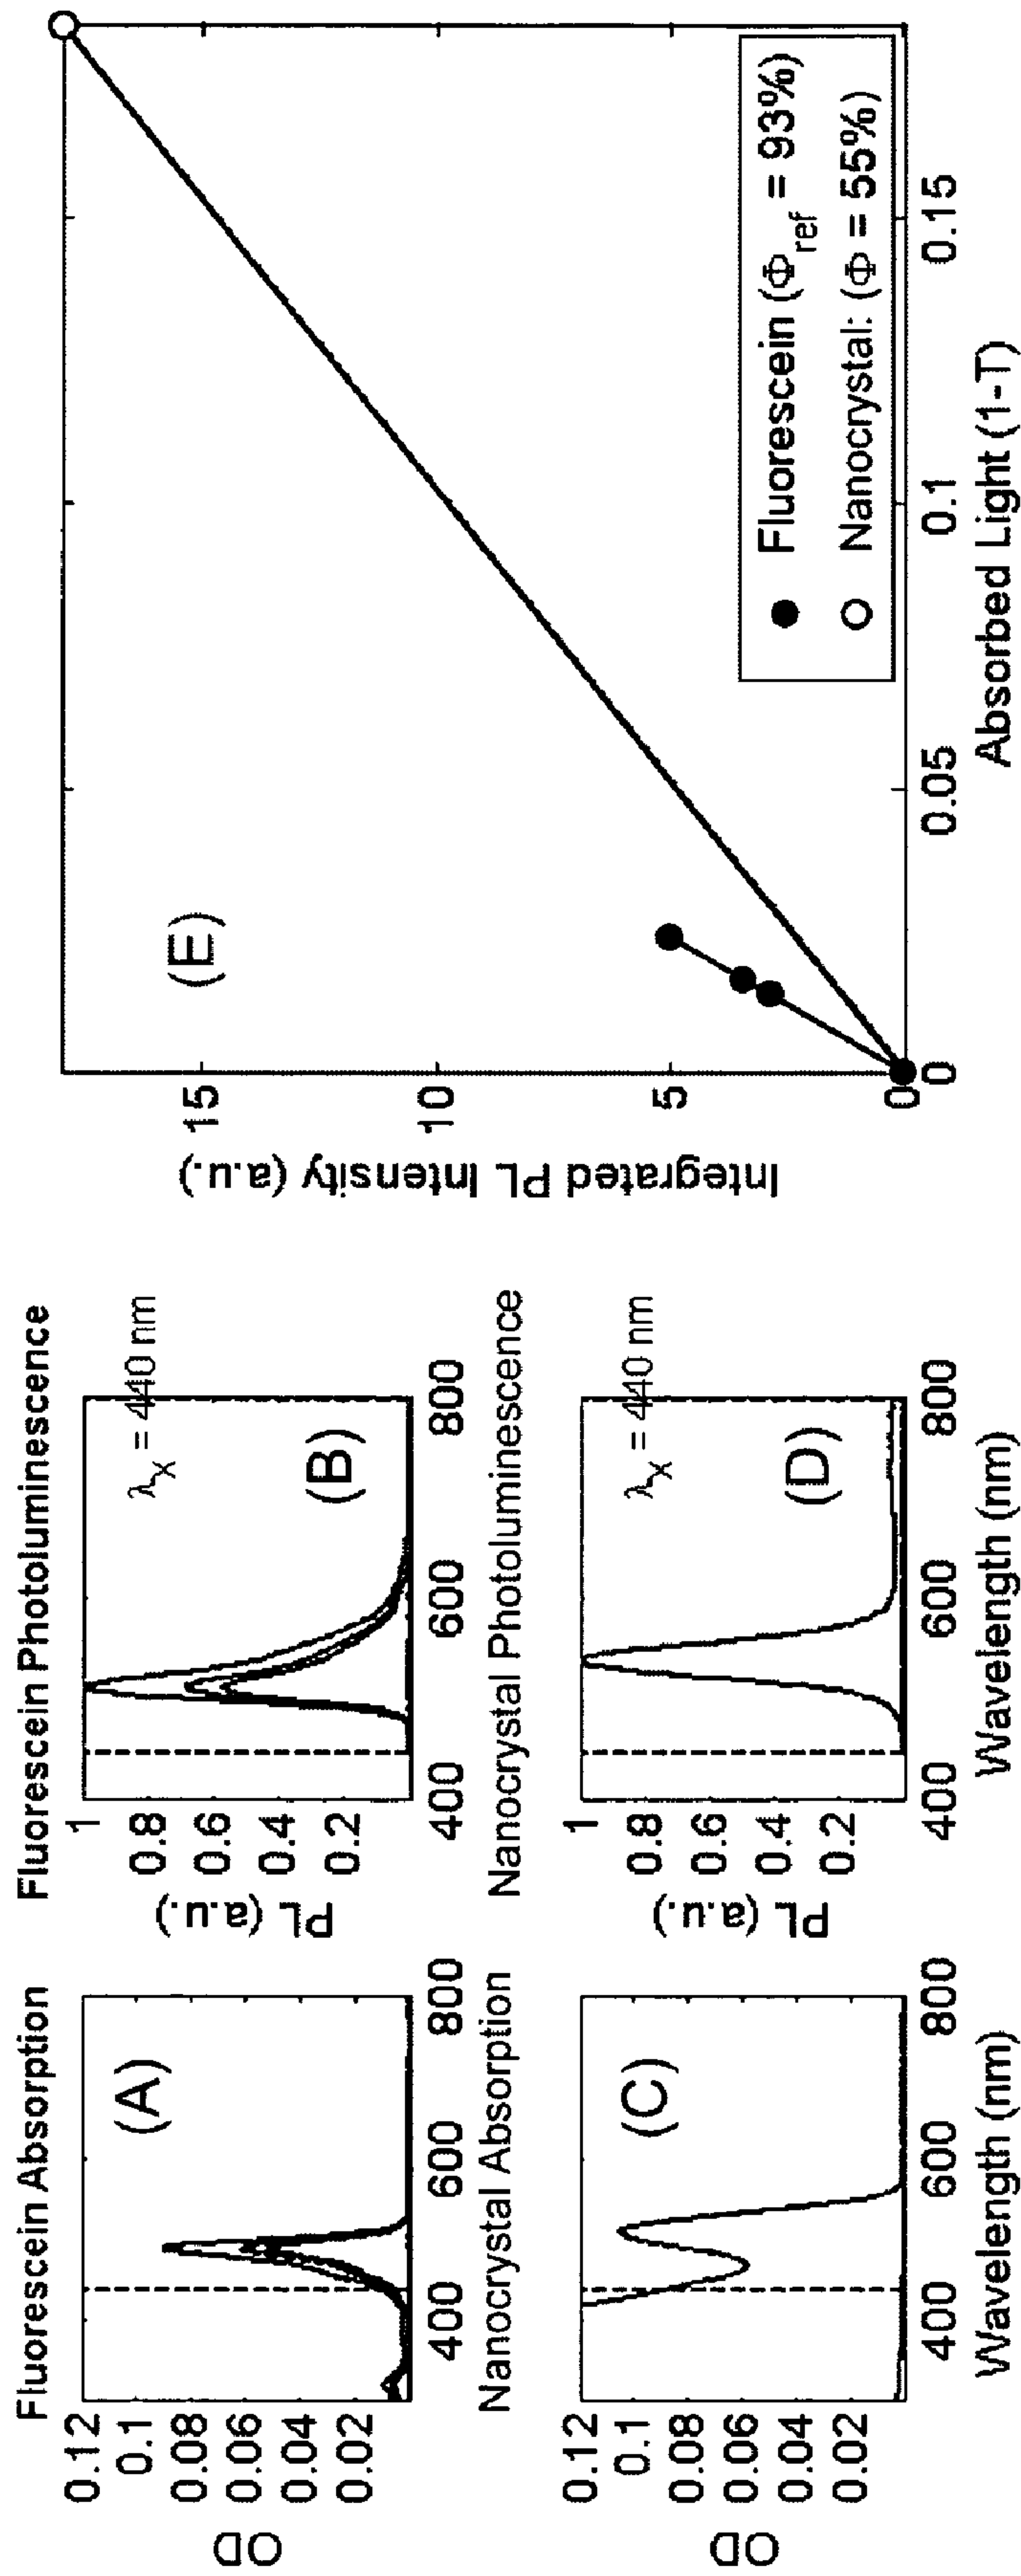 Fluorescein Absorption
OD
0.12
0.1
0.08
0.06
0.04
0.02
(A)
400
600
800
Fluorescein Photoluminescence
PL (a.u.)
1
0.8
0.6
0.4
0.2
λx = 440 nm
(B)
400
600
800
Nanocrystal Absorption
OD
0.12
0.1
0.08
0.06
0.04
0.02
(C)
400
600
800
Wavelength (nm)
Nanocrystal Photoluminescence
PL (a.u.)
1
0.8
0.6
0.4
0.2
λx = 440 nm
(D)
400
600
800
Wavelength (nm)
Integrated PL Intensity (a.u.)
15
10
5
0
(E)
Fluorescein (Φref = 93%)
Nanocrystal: (Φ = 55%)
0
0.05
0.1
0.15
Absorbed Light (1-T)